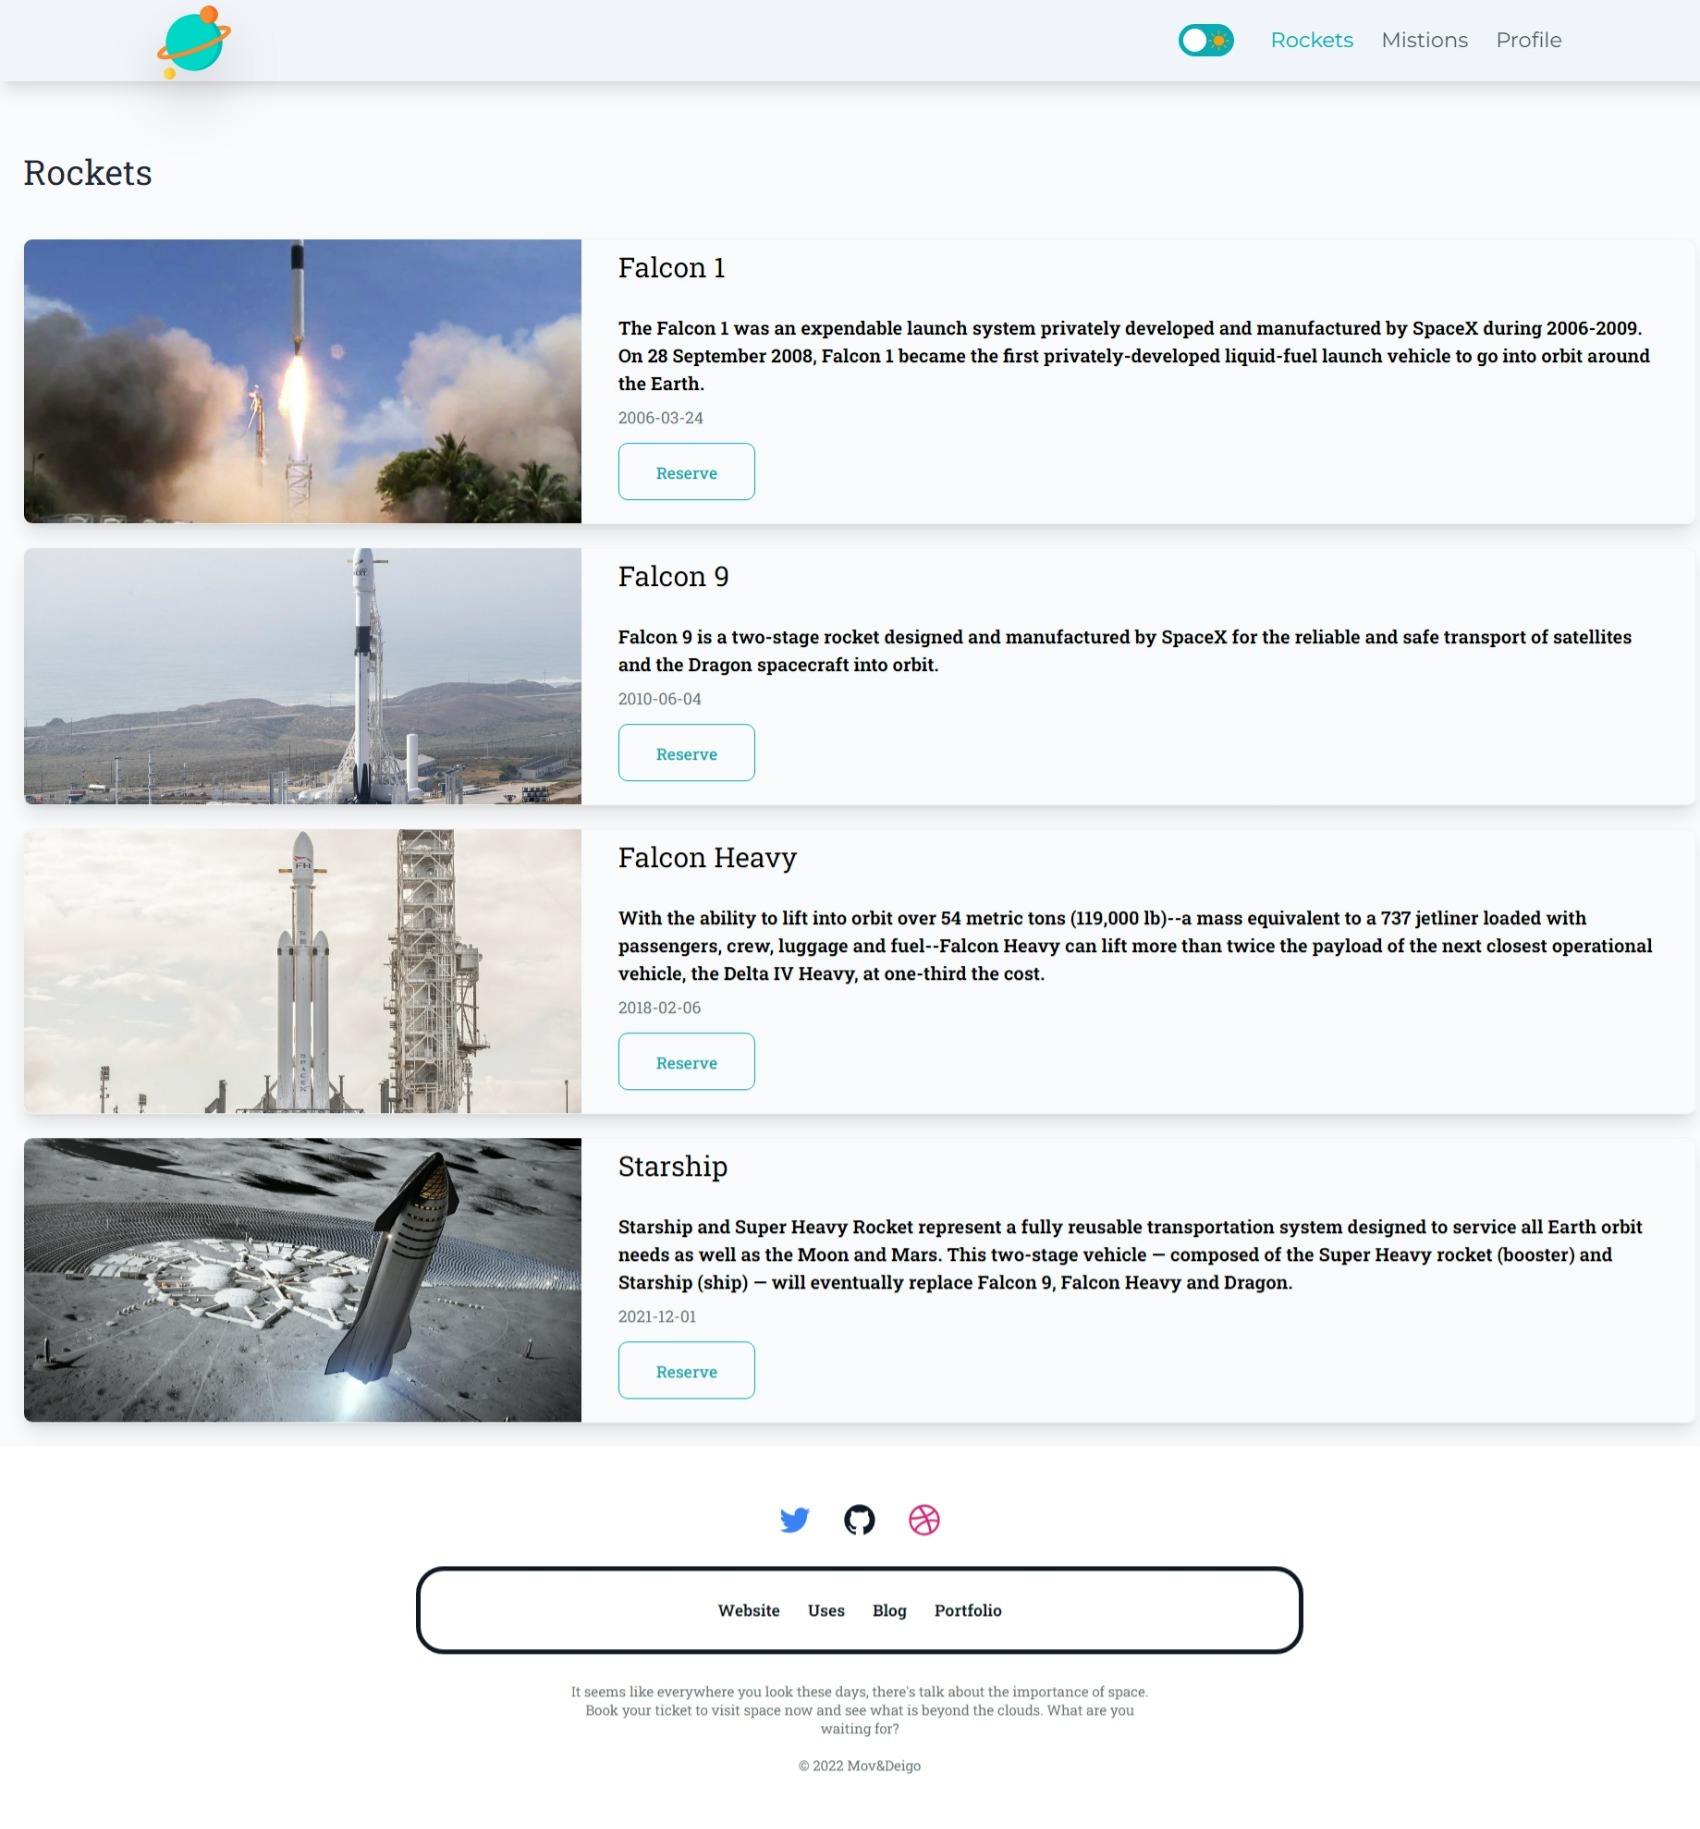 Rockets Mistions Profile
Rockets
Falcon 1
The Falcon 1 was an expendable launch system privately developed and manufactured by SpaceX during 2006-2009.
On 28 September 2008, Falcon 1 became the first privately-developed liquid-fuel launch vehicle to go into orbit around
the Earth.
2006-03-24
Reserve
Falcon 9
Falcon 9 is a two-stage rocket designed and manufactured by SpaceX for the reliable and safe transport of satellites
and the Dragon spacecraft into orbit.
2010-06-04
Reserve
FH
SPACEX
Falcon Heavy
With the ability to lift into orbit over 54 metric tons (119,000 lb)--a mass equivalent to a 737 jetliner loaded with
passengers, crew, luggage and fuel--Falcon Heavy can lift more than twice the payload of the next closest operational
vehicle, the Delta IV Heavy, at one-third the cost.
2018-02-06
Reserve
Starship
Starship and Super Heavy Rocket represent a fully reusable transportation system designed to service all Earth orbit
needs as well as the Moon and Mars. This two-stage vehicle — composed of the Super Heavy rocket (booster) and
Starship (ship) — will eventually replace Falcon 9, Falcon Heavy and Dragon.
2021-12-01
Reserve
Website Uses Blog Portfolio
It seems like everywhere you look these days, there's talk about the importance of space.
Book your ticket to visit space now and see what is beyond the clouds. What are you
waiting for?
© 2022 Mov&Deigo